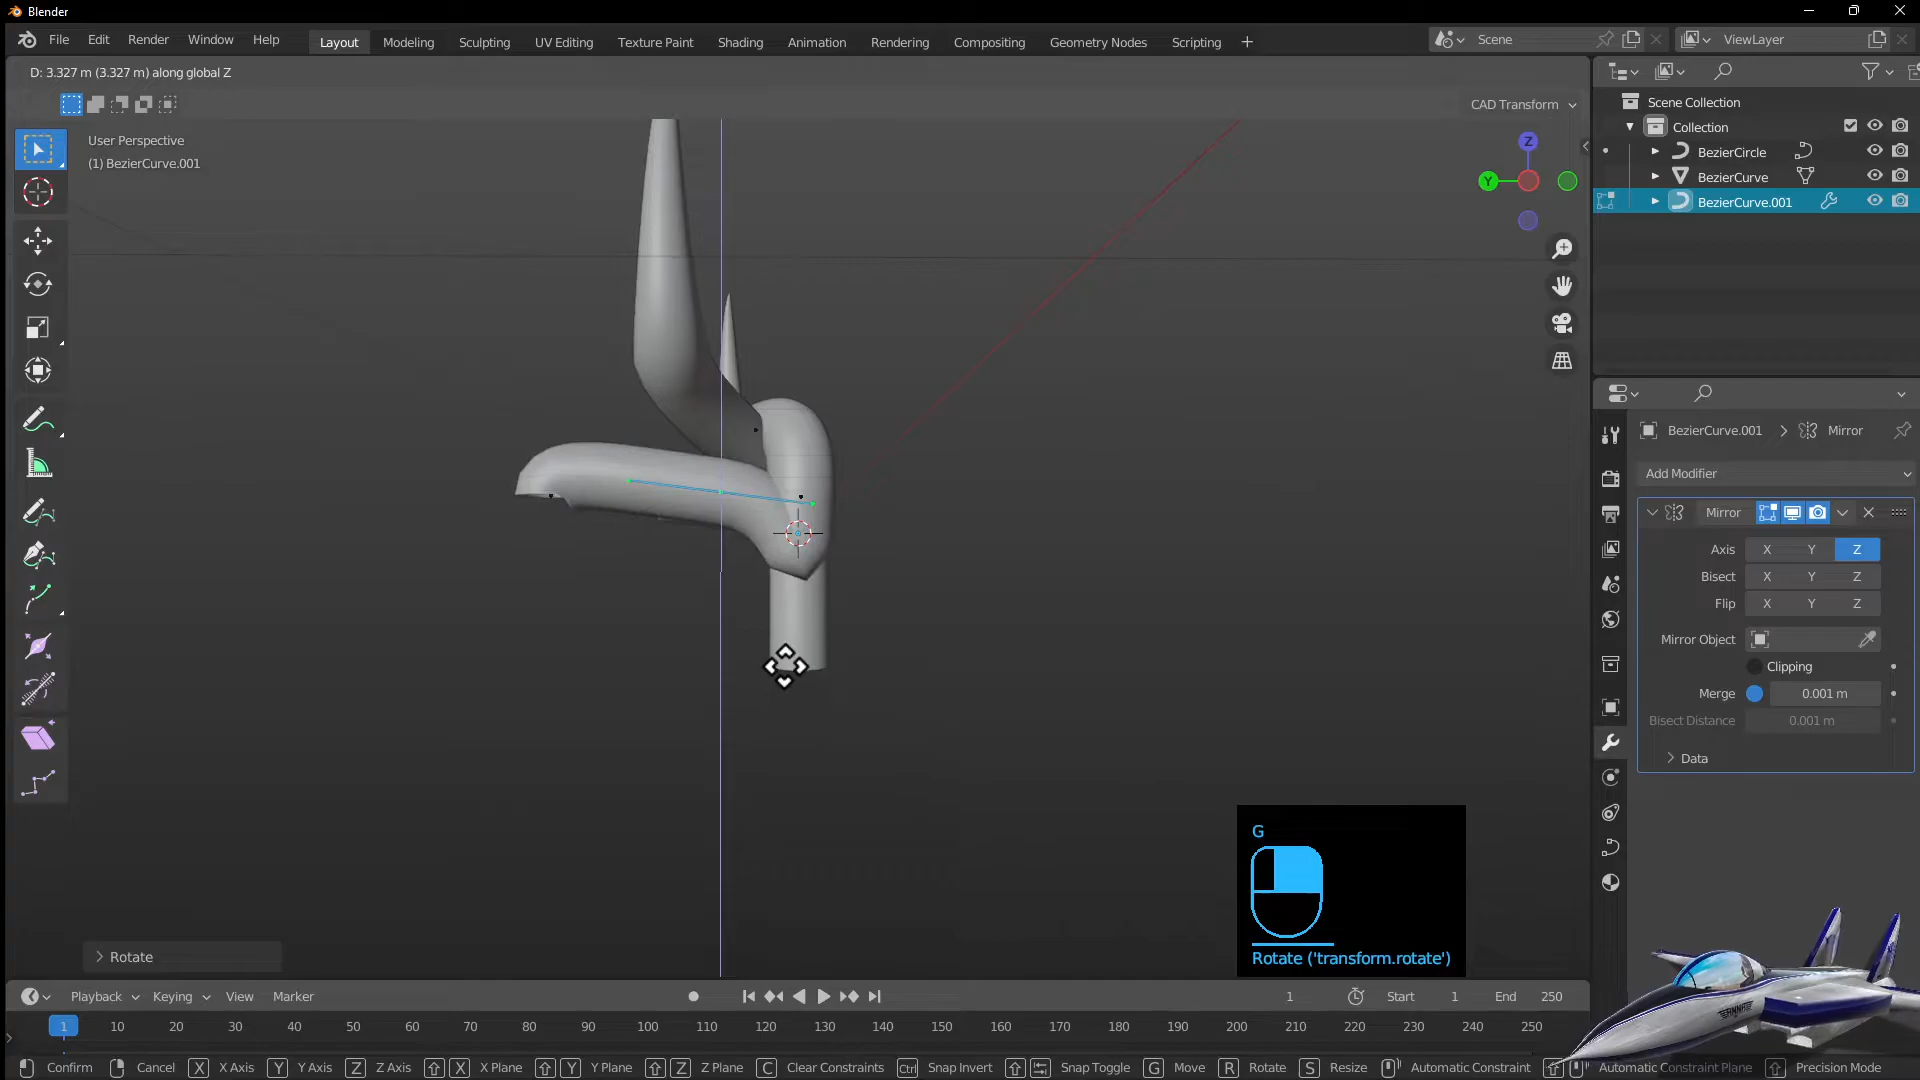 Blender
File Edit Render Window Help
Layout Modeling Sculpting UV Editing Texture Paint Shading Animation Rendering Compositing Geometry Nodes Scripting +
Scene
ViewLayer
D: 3.327 m (3.327 m) along global Z
CAD Transform
User Perspective
(1) BezierCurve.001
Z
Y
Scene Collection
Collection
BezierCircle
BezierCurve
BezierCurve.001
BezierCurve.001 > Mirror
Add Modifier
Mirror
Axis X Y Z
Bisect X Y Z
Flip X Y Z
Mirror Object
Clipping
Merge 0.001 m
Bisect Distance 0.001 m
Data
G
Rotate ('transform.rotate')
Rotate
Playback Keying View Marker
1 Start 1 End 250
1 10 20 30 40 50 60 70 80 90 100 110 120 130 140 150 160 170 180 190 200 210 220 230 240 250
Confirm Cancel X X Axis Y Y Axis Z Z Axis X X Plane Y Y Plane Z Z Plane C Clear Constraints Ctrl Snap Invert Snap Toggle G Move R Rotate S Resize Automatic Constraint Automatic Constraint Plane Precision Mode